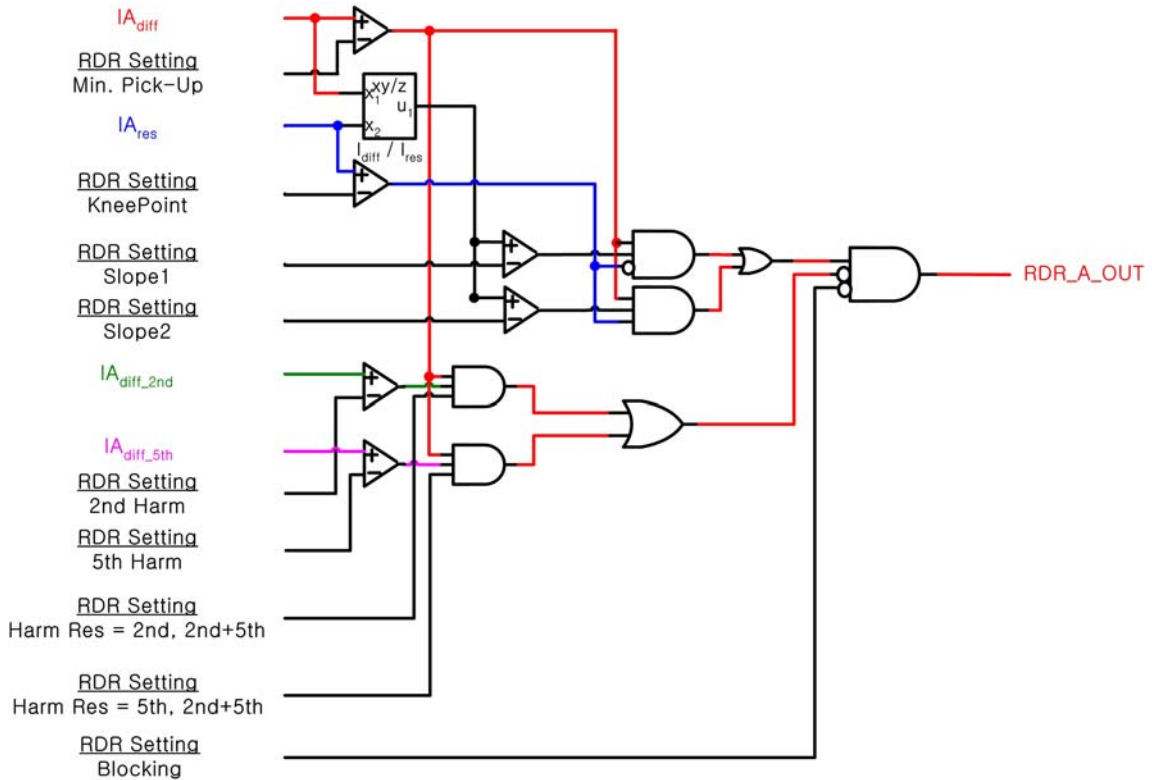 IAdiff
RDR Setting
Min. Pick-Up
xy/z
x1
u1
IAres
x2
Idiff / Ires
RDR Setting
KneePoint
RDR Setting
Slope1
RDR_A_OUT
RDR Setting
Slope2
IAdiff_2nd
IAdiff_5th
RDR Setting
2nd Harm
RDR Setting
5th Harm
RDR Setting
Harm Res = 2nd, 2nd+5th
RDR Setting
Harm Res = 5th, 2nd+5th
RDR Setting
Blocking